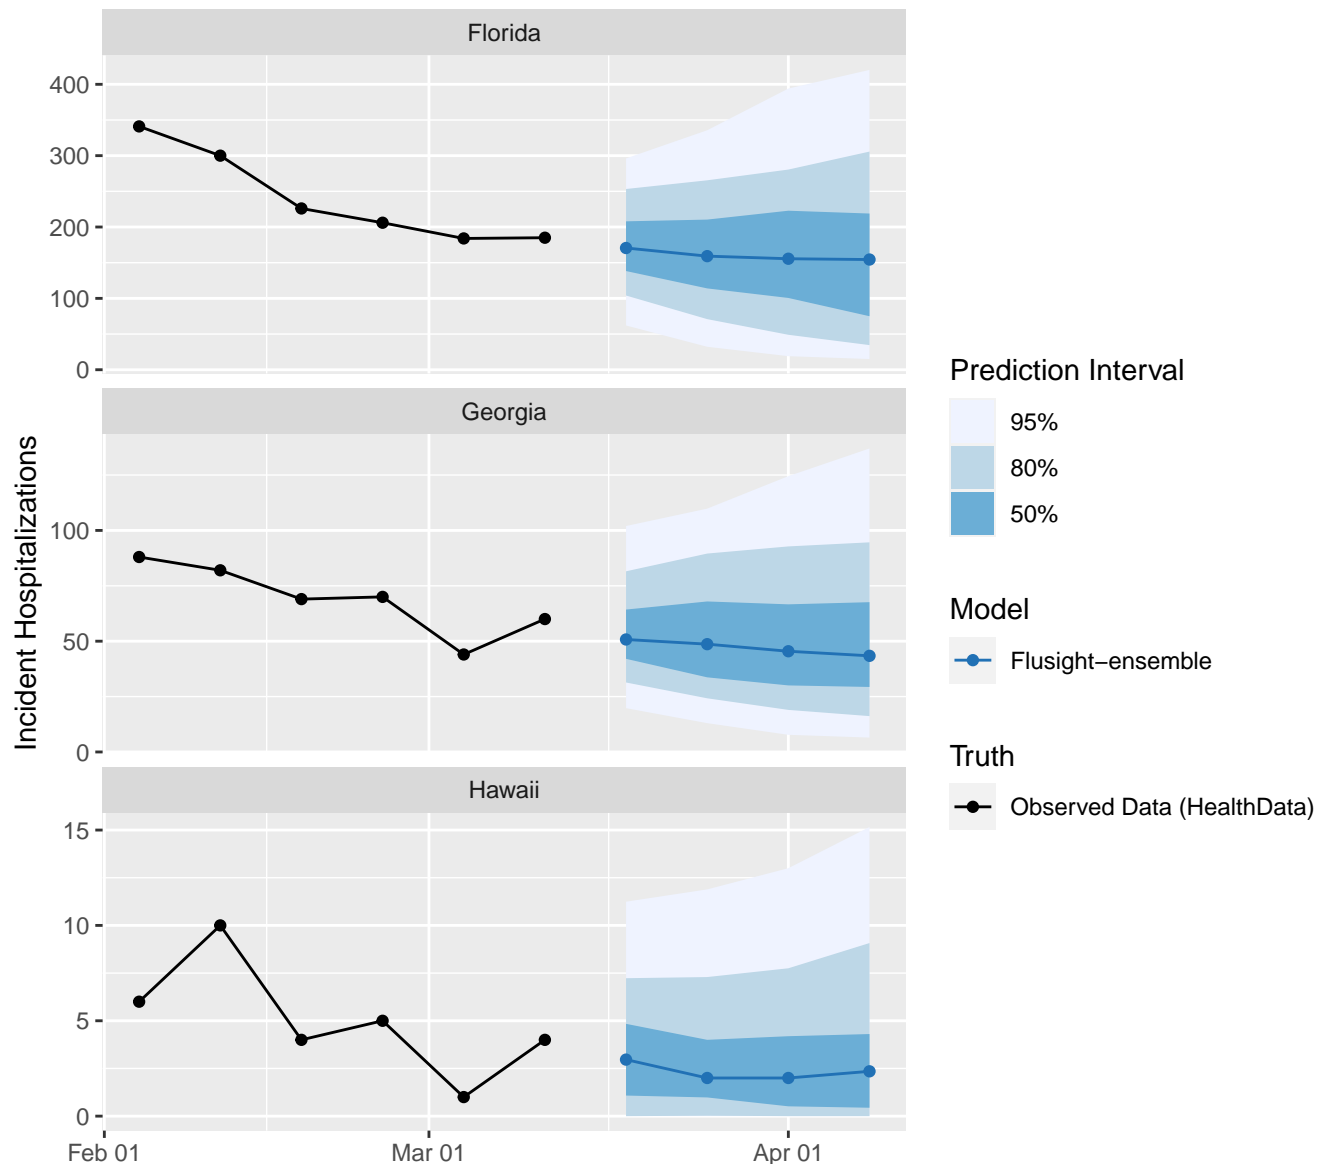 Florida
400
300
200
100
0
Georgia
100
50
0
Hawaii
15
10
5
0
Feb 01
Mar 01
Apr 01
Incident Hospitalizations
Prediction Interval
95%
80%
50%
Model
Flusight−ensemble
Truth
Observed Data (HealthData)